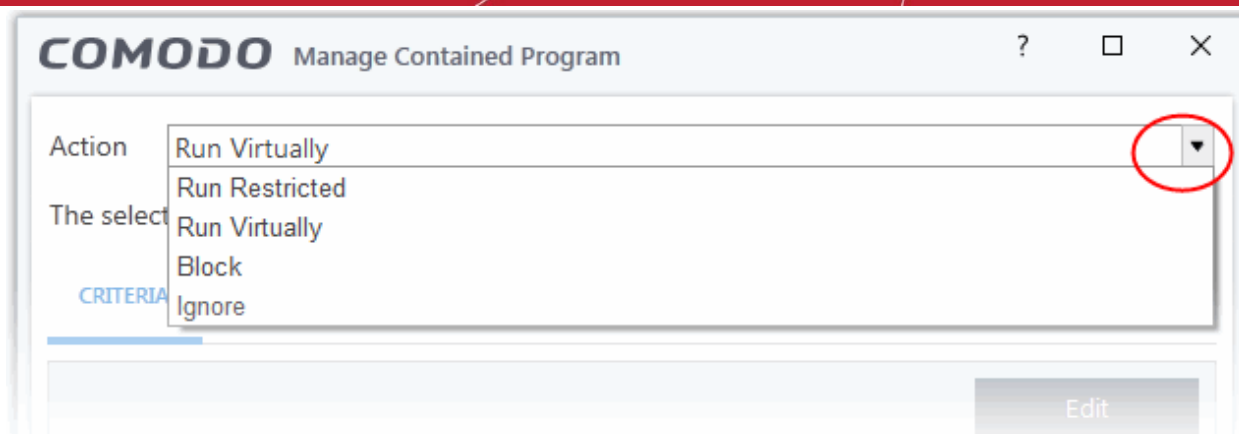 COMODO Manage Contained Program ?
Action Run Virtually
Run Restricted
The select
Run Virtually
Block
CRITERIA
Ignore
Edit